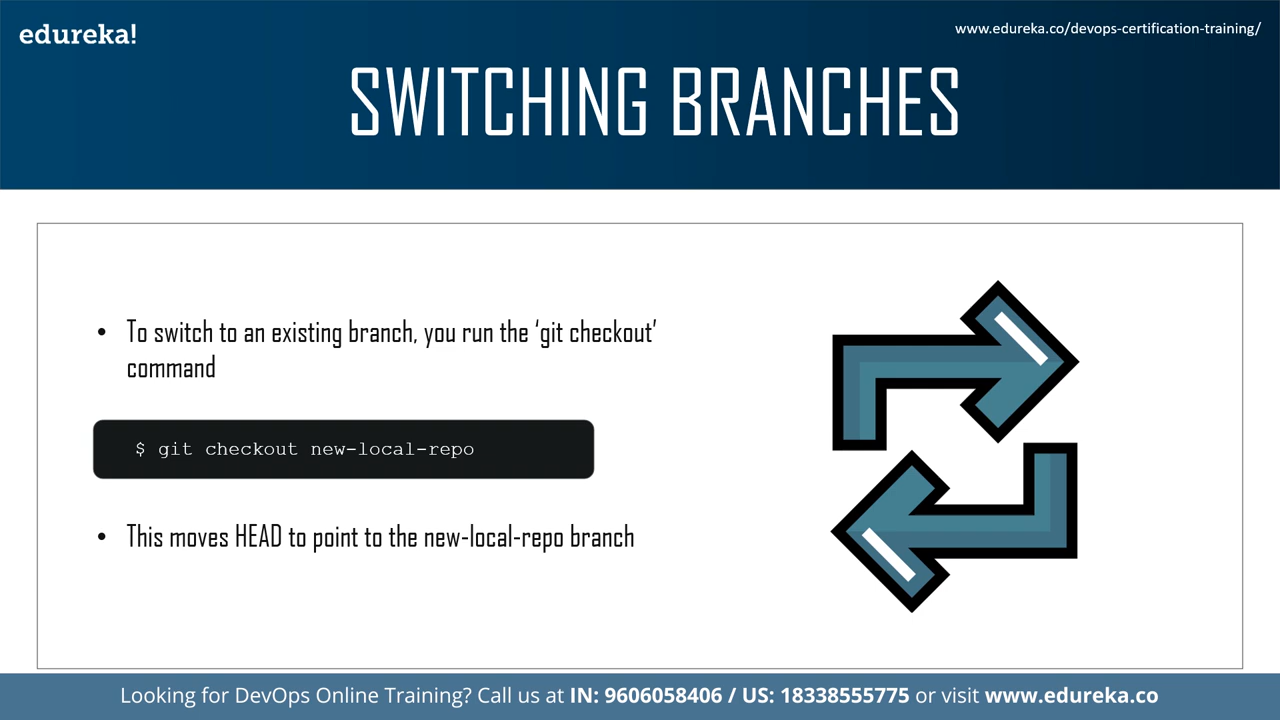 edureka!
www.edureka.co/devops-certification-training/
SWITCHING BRANCHES
• To switch to an existing branch, you run the ‘git checkout’
command
$ git checkout new-local-repo
• This moves HEAD to point to the new-local-repo branch
Looking for DevOps Online Training? Call us at IN: 9606058406 / US: 18338555775 or visit www.edureka.co